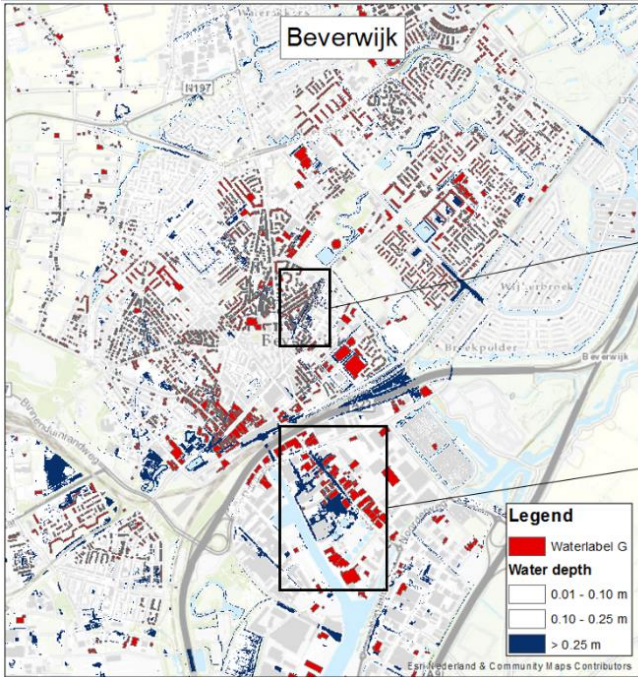 Beverwijk
N197
Wijkerbroek
Broekpolder
Beverwijk
Binnenduinrandweg
Legend
Waterlabel G
Water depth
0.01 - 0.10 m
0.10 - 0.25 m
> 0.25 m
Esri Nederland & Community Maps Contributors